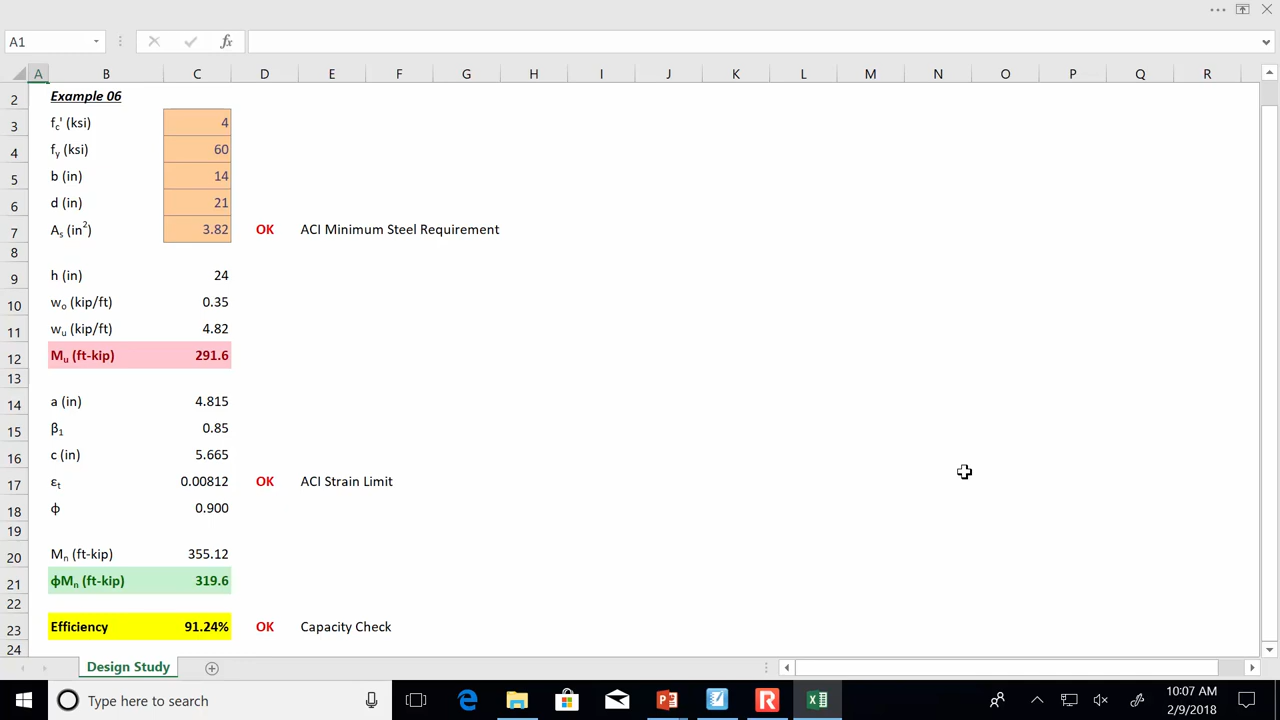 A1 fx
A B C D E F G H I J K L M N O P Q R
2 Example 06
3 fc' (ksi) 4
4 fy (ksi) 60
5 b (in) 14
6 d (in) 21
7 As (in2) 3.82 OK ACI Minimum Steel Requirement
8
9 h (in) 24
10 wo (kip/ft) 0.35
11 wu (kip/ft) 4.82
12 Mu (ft-kip) 291.6
13
14 a (in) 4.815
15 β1 0.85
16 c (in) 5.665
17 εt 0.00812 OK ACI Strain Limit
18 ϕ 0.900
19
20 Mn (ft-kip) 355.12
21 ϕMn (ft-kip) 319.6
22
23 Efficiency 91.24% OK Capacity Check
24
Design Study
Type here to search
10:07 AM
2/9/2018